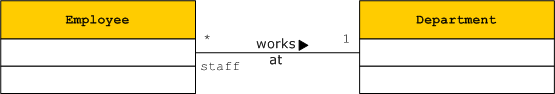 Employee
Department
* works 1
staff at